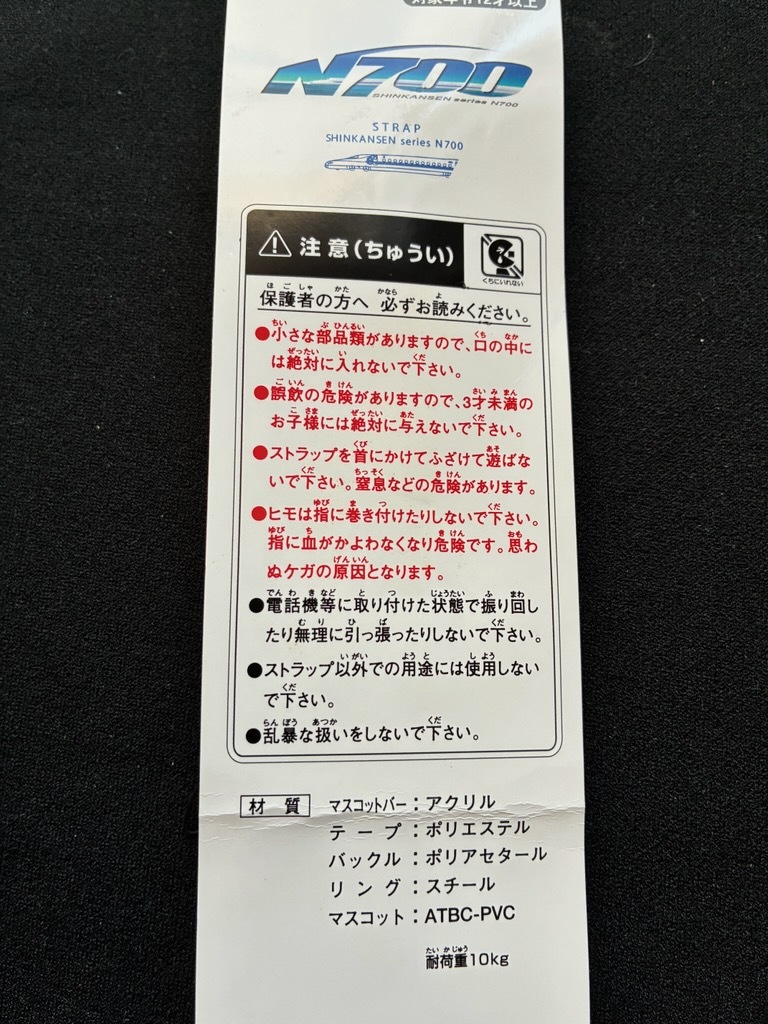 対象年令12才以上
N700
SHINKANSEN series N700
STRAP
SHINKANSEN series N700
注意(ちゅうい)
くちにいれない
保護者の方へ 必ずお読みください。
●小さな部品類がありますので、口の中に
は絶対に入れないで下さい。
●誤飲の危険がありますので、3才未満の
お子様には絶対に与えないで下さい。
●ストラップを首にかけてふざけて遊ばな
いで下さい。窒息などの危険があります。
●ヒモは指に巻き付けたりしないで下さい。
指に血がかよわなくなり危険です。思わ
ぬケガの原因となります。
●電話機等に取り付けた状態で振り回し
たり無理に引っ張ったりしないで下さい。
●ストラップ以外での用途には使用しない
で下さい。
●乱暴な扱いをしないで下さい。
材質 マスコットバー:アクリル
テープ:ポリエステル
バックル:ポリアセタール
リング:スチール
マスコット:ATBC-PVC
耐荷重10kg